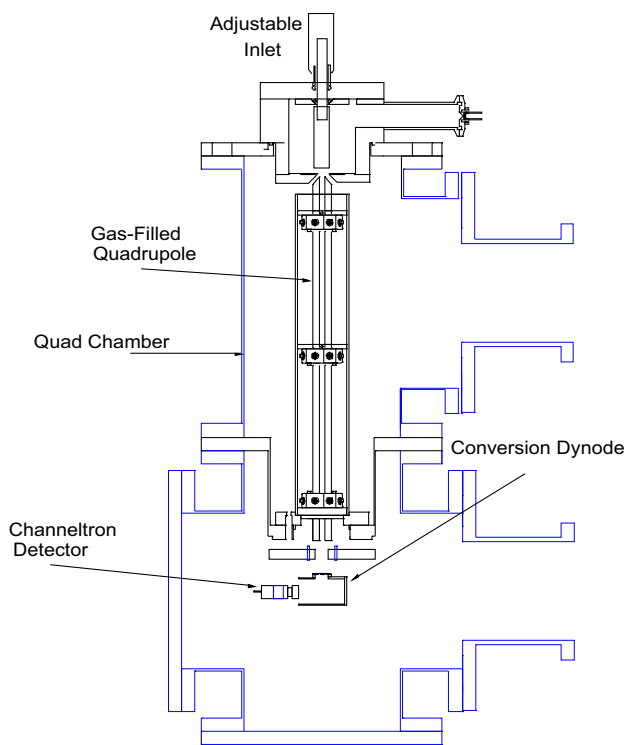 Adjustable
Inlet
Gas-Filled
Quadrupole
Quad Chamber
Conversion Dynode
Channeltron
Detector